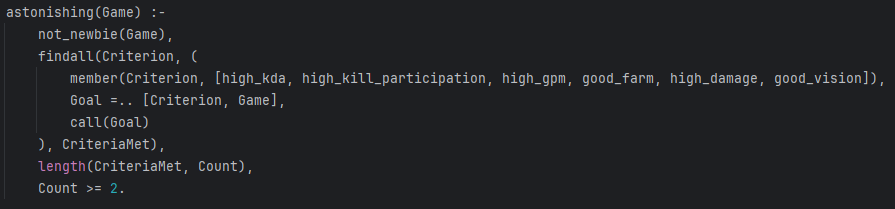 astonishing(Game) :-
    not_newbie(Game),
    findall(Criterion, (
        member(Criterion, [high_kda, high_kill_participation, high_gpm, good_farm, high_damage, good_vision]),
        Goal =.. [Criterion, Game],
        call(Goal)
    ), CriteriaMet),
    length(CriteriaMet, Count),
    Count >= 2.